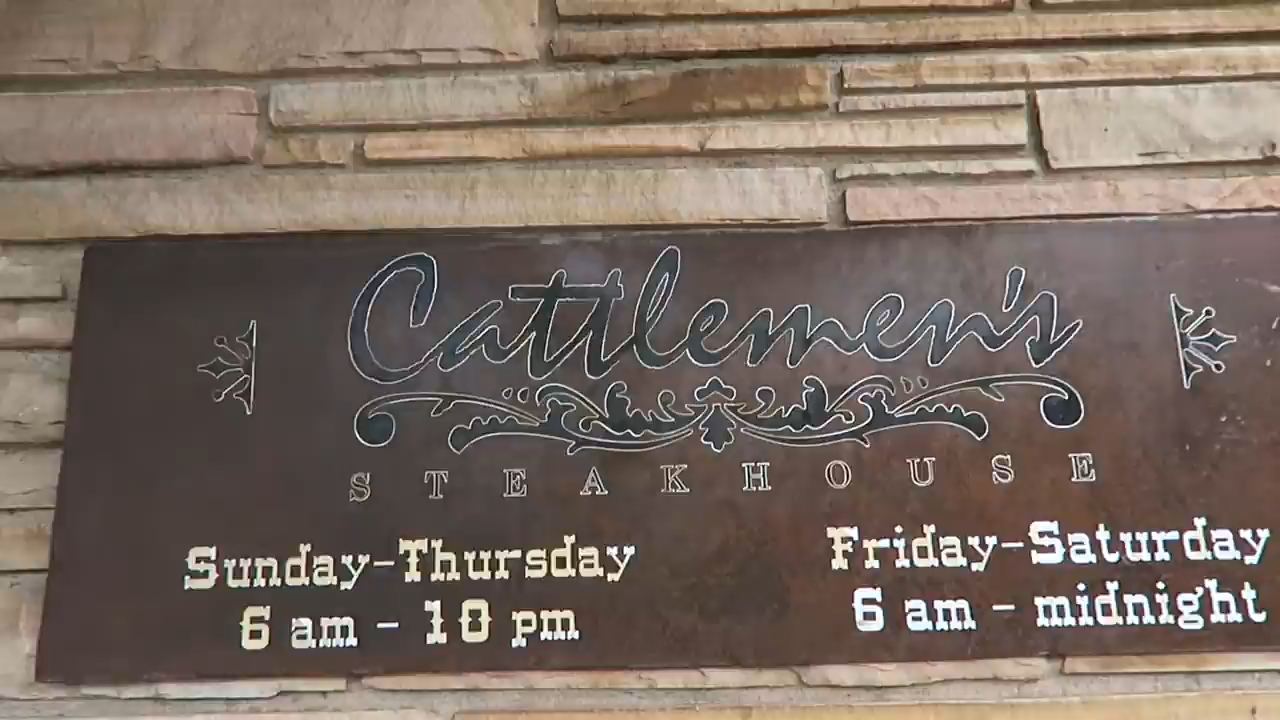 Cattlemen's
STEAKHOUSE
Sunday-Thursday
6 am - 10 pm
Friday-Saturday
6 am - midnight